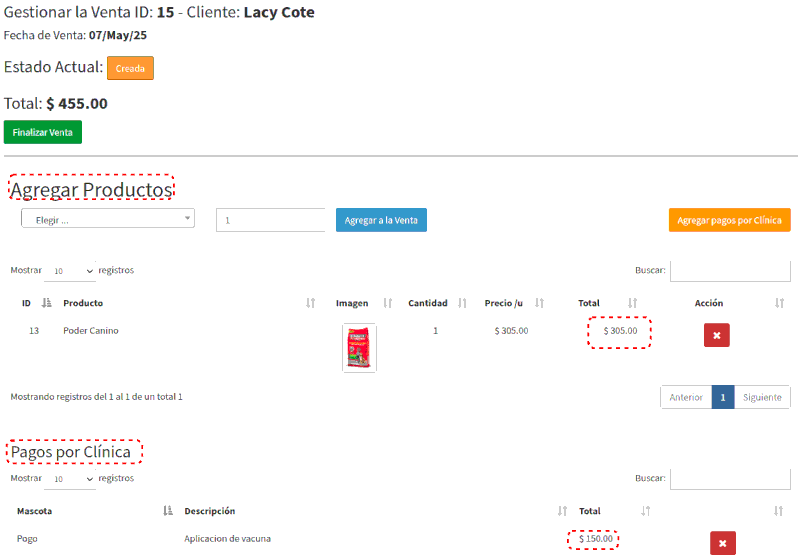 Gestionar la Venta ID: 15 - Cliente: Lacy Cote
Fecha de Venta: 07/May/25
Estado Actual: Creada
Total: $ 455.00
Finalizar Venta
Agregar Productos
Elegir ... 1 Agregar a la Venta Agregar pagos por Clínica
Mostrar 10 registros Buscar:
ID Producto Imagen Cantidad Precio /u Total Acción
13 Poder Canino 1 $ 305.00 $ 305.00
Mostrando registros del 1 al 1 de un total 1 Anterior 1 Siguiente
Pagos por Clínica
Mostrar 10 registros Buscar:
Mascota Descripción Total
Pogo Aplicacion de vacuna $ 150.00